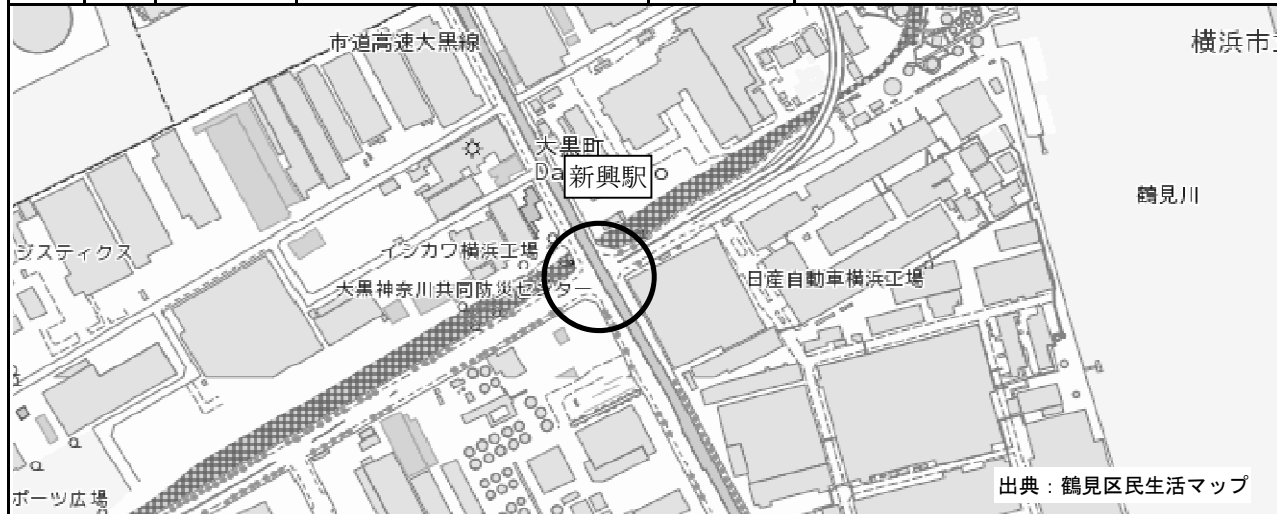 市道高速大黒線
横浜市
大黒町
Da
新興駅
鶴見川
ジスティクス
イシカワ横浜工場
大黒神奈川共同防災センター
日産自動車横浜工場
ポーツ広場
出典：鶴見区民生活マップ